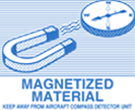 MAGNETIZED
MATERIAL
KEEP AWAY FROM AIRCRAFT COMPASS DETECTOR UNIT